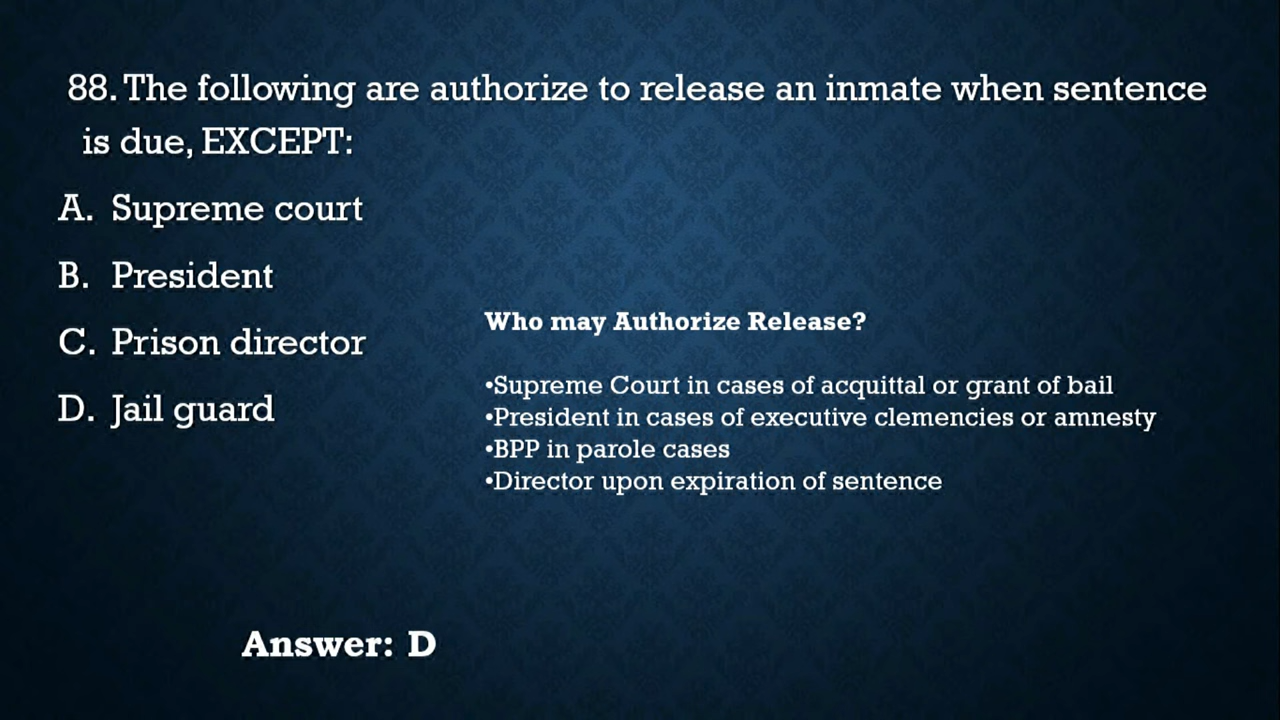 88. The following are authorize to release an inmate when sentence
is due, EXCEPT:
A. Supreme court
B. President
C. Prison director
D. Jail guard
Who may Authorize Release?
•Supreme Court in cases of acquittal or grant of bail
•President in cases of executive clemencies or amnesty
•BPP in parole cases
•Director upon expiration of sentence
Answer: D